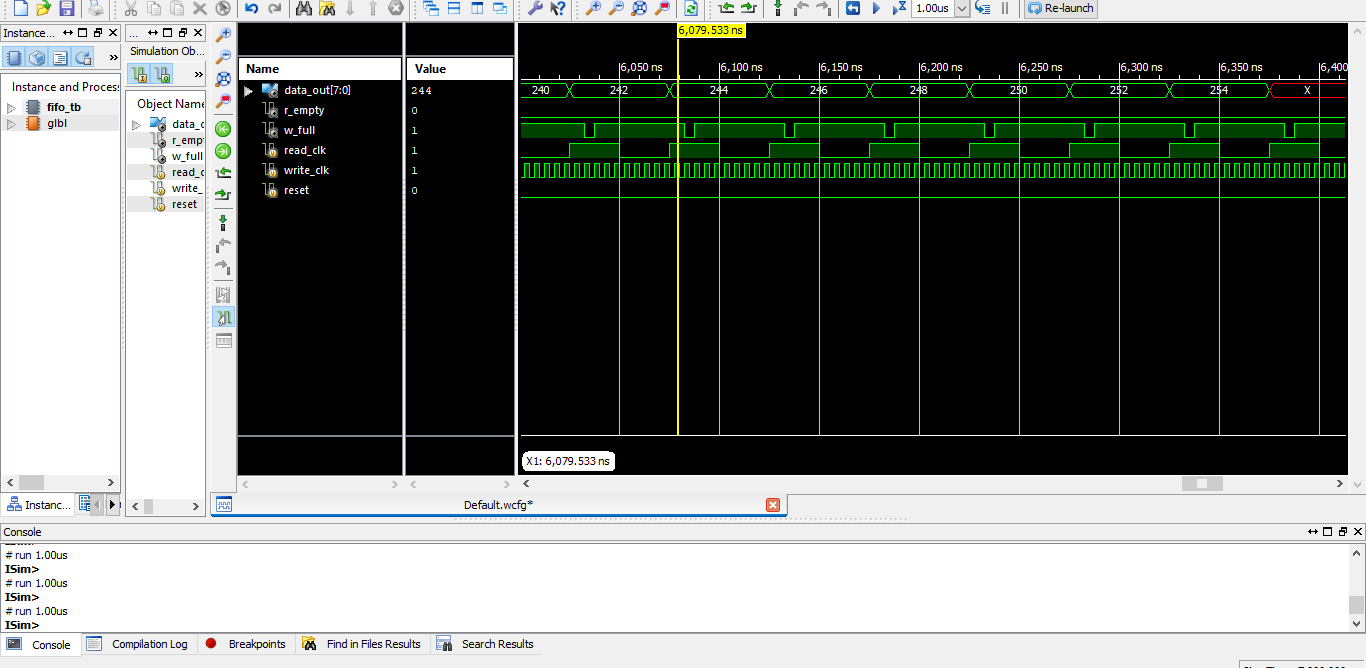 1.00us
Re-launch
Instance...
...
Instance and Process
fifo_tb
glbl
Instanc...
Simulation Ob...
Object Name
data_c
r_empt
w_full
read_c
write_
reset
Name
Value
data_out[7:0]
244
r_empty
0
w_full
1
read_clk
1
write_clk
1
reset
0
6,079.533 ns
6,050 ns
6,100 ns
6,150 ns
6,200 ns
6,250 ns
6,300 ns
6,350 ns
6,400
240
242
244
246
248
250
252
254
X
X1: 6,079.533 ns
Default.wcfg*
Console
# run 1.00us
ISim>
# run 1.00us
ISim>
# run 1.00us
ISim>
Console
Compilation Log
Breakpoints
Find in Files Results
Search Results